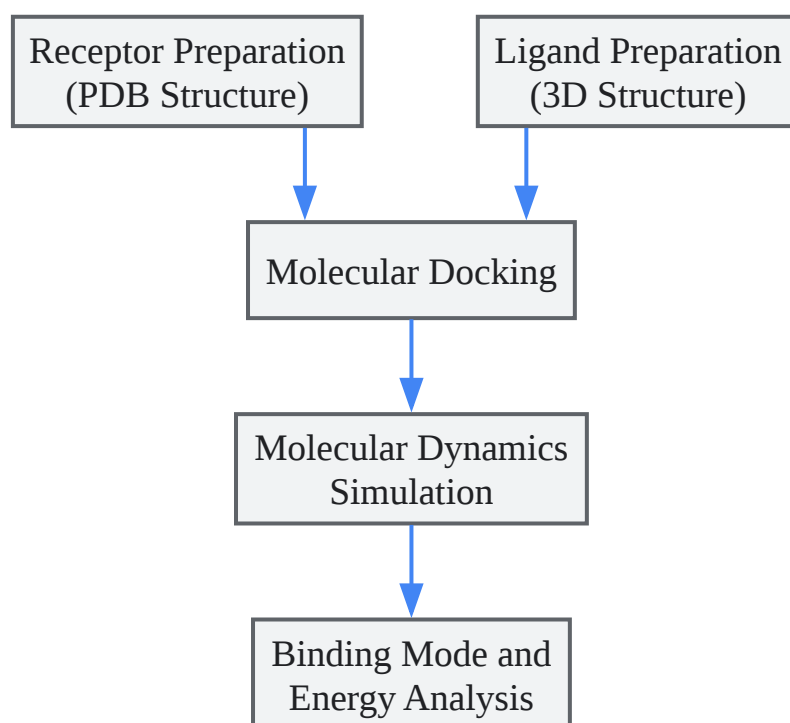 Receptor Preparation
(PDB Structure)
Ligand Preparation
(3D Structure)
Molecular Docking
Molecular Dynamics
Simulation
Binding Mode and
Energy Analysis